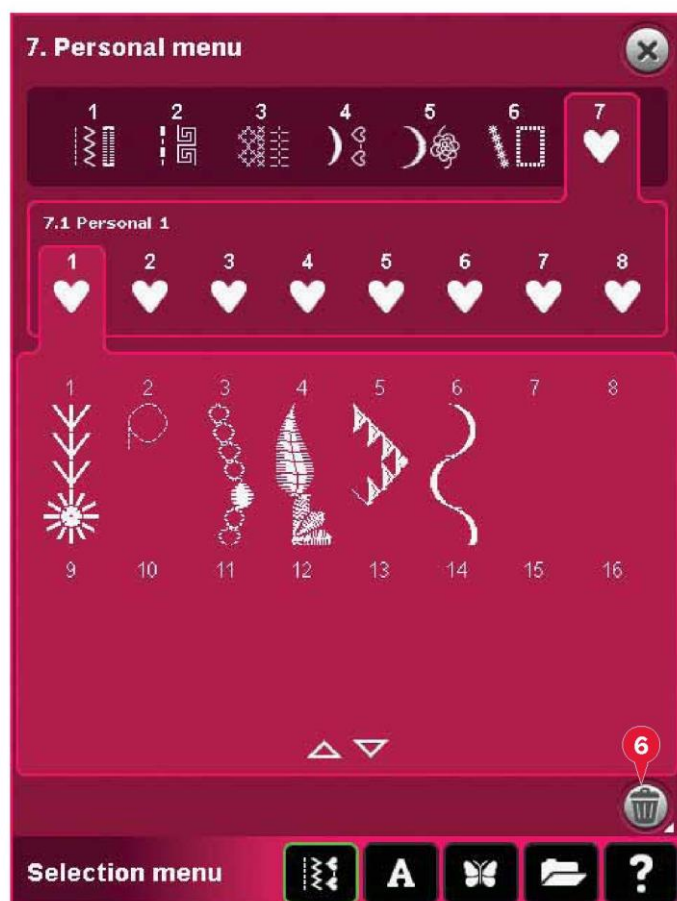 7. Personal menu
1 2 3 4 5 6 7
7.1 Personal 1
1 2 3 4 5 6 7 8
1 2 3 4 5 6 7 8
9 10 11 12 13 14 15 16
6
Selection menu A ?